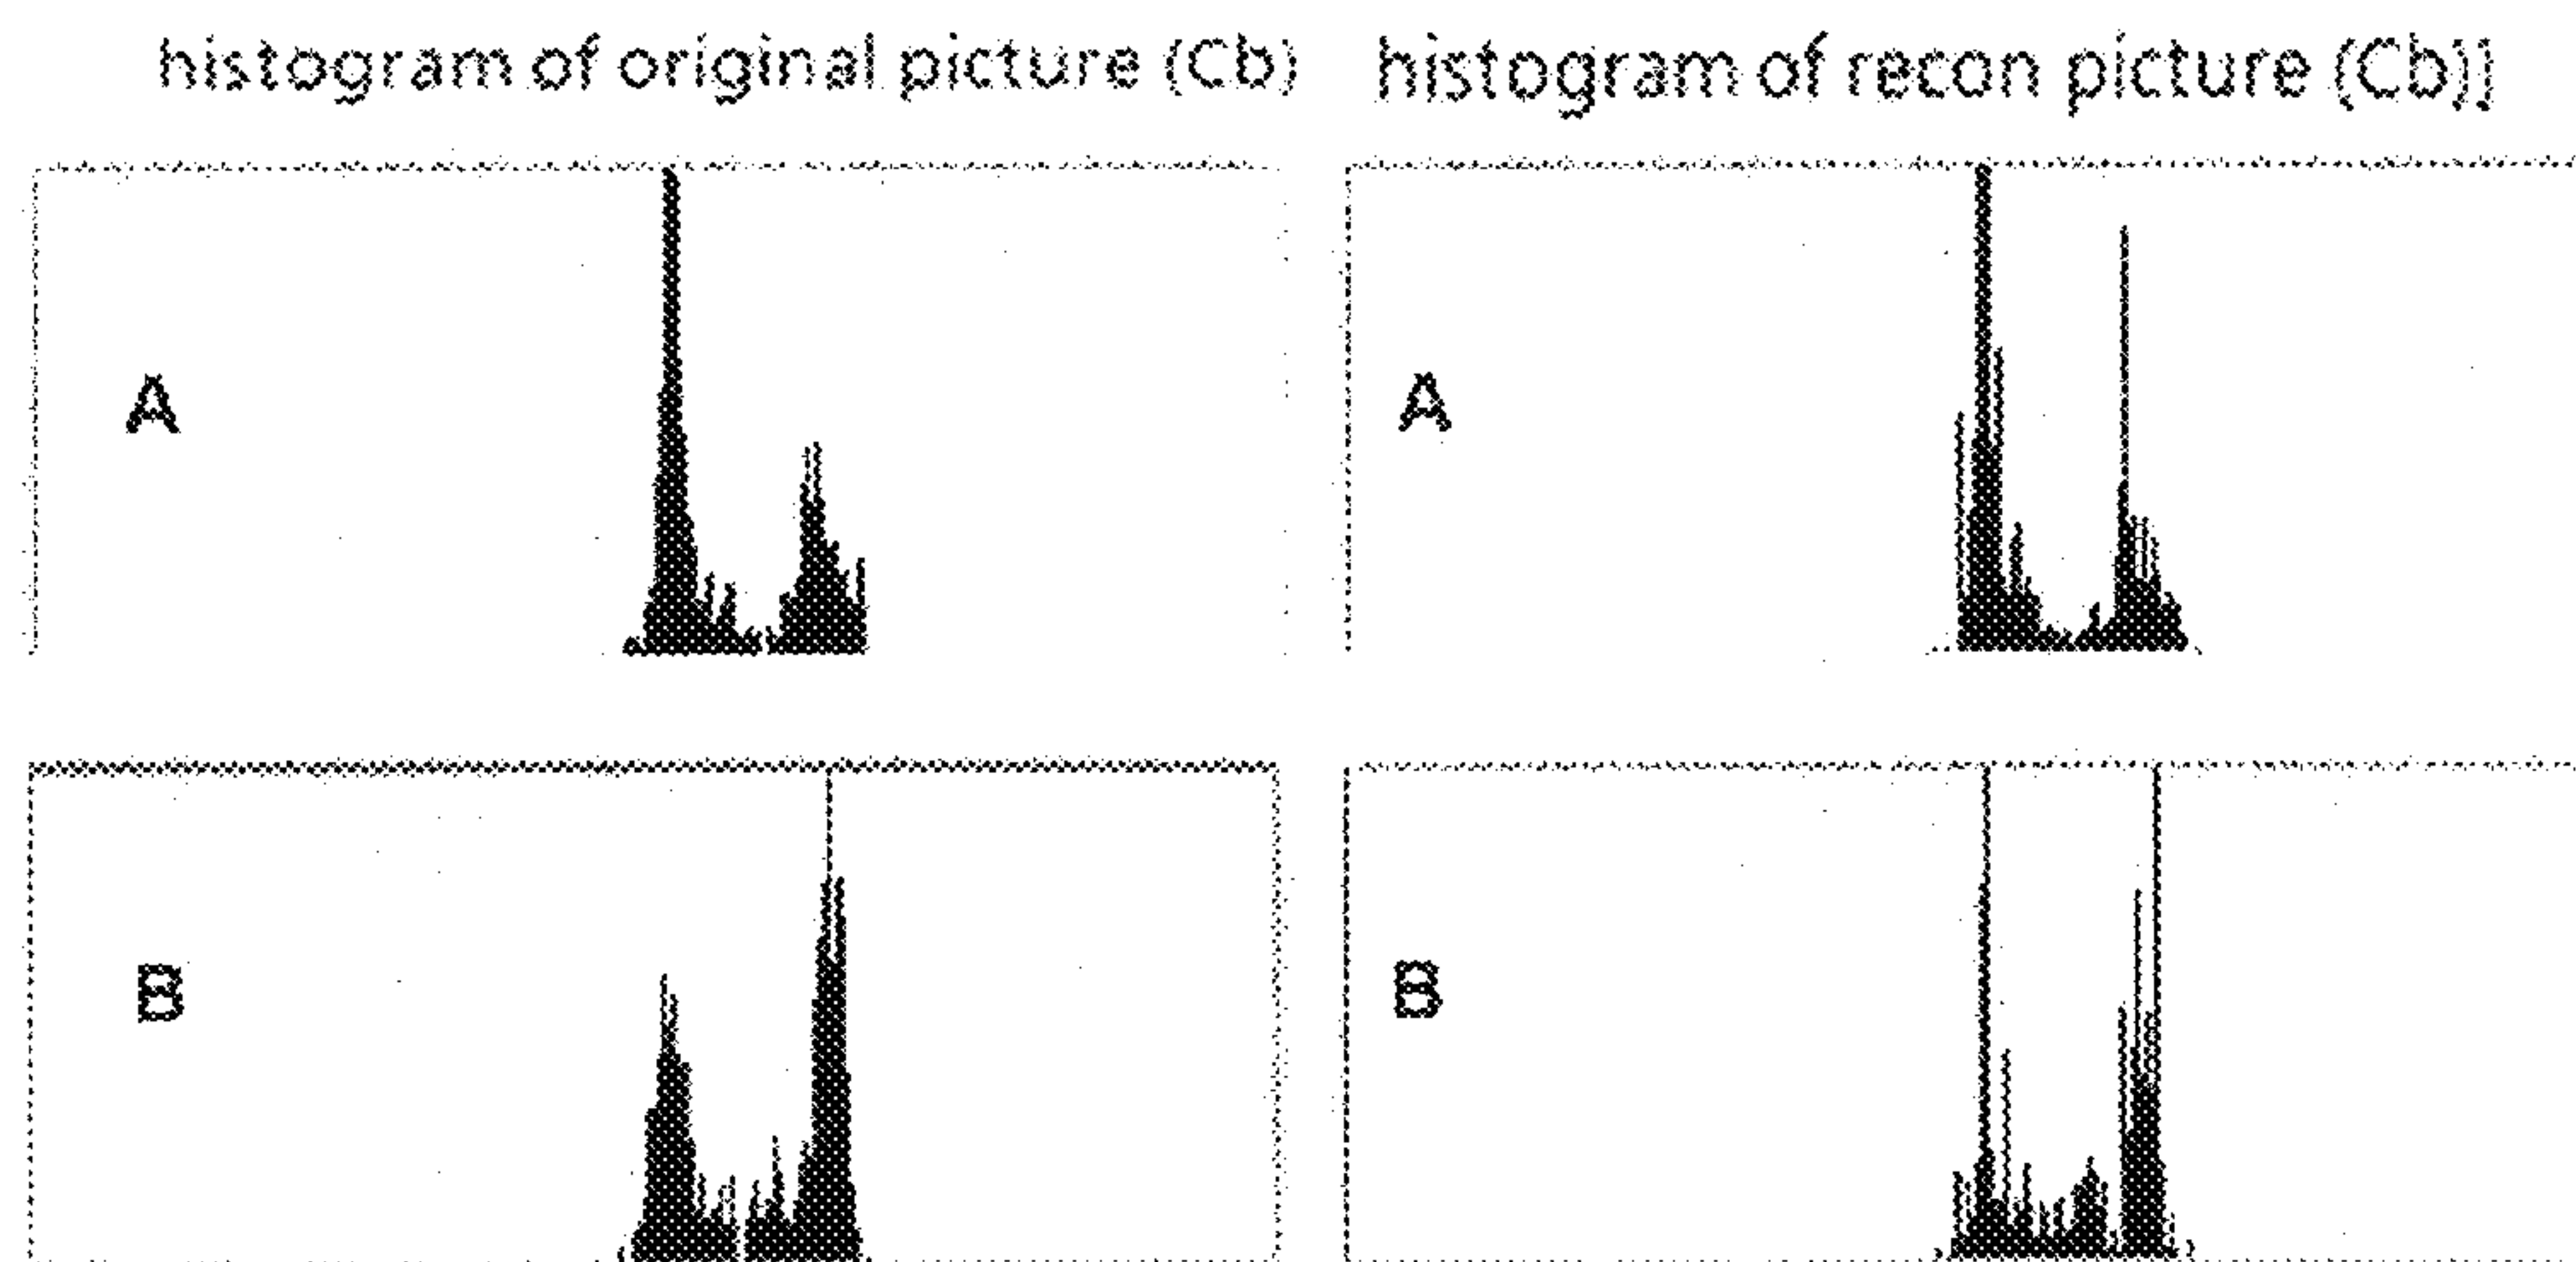 histogram of original picture (Cb)
histogram of recon picture (Cb)]
A
A
B
B